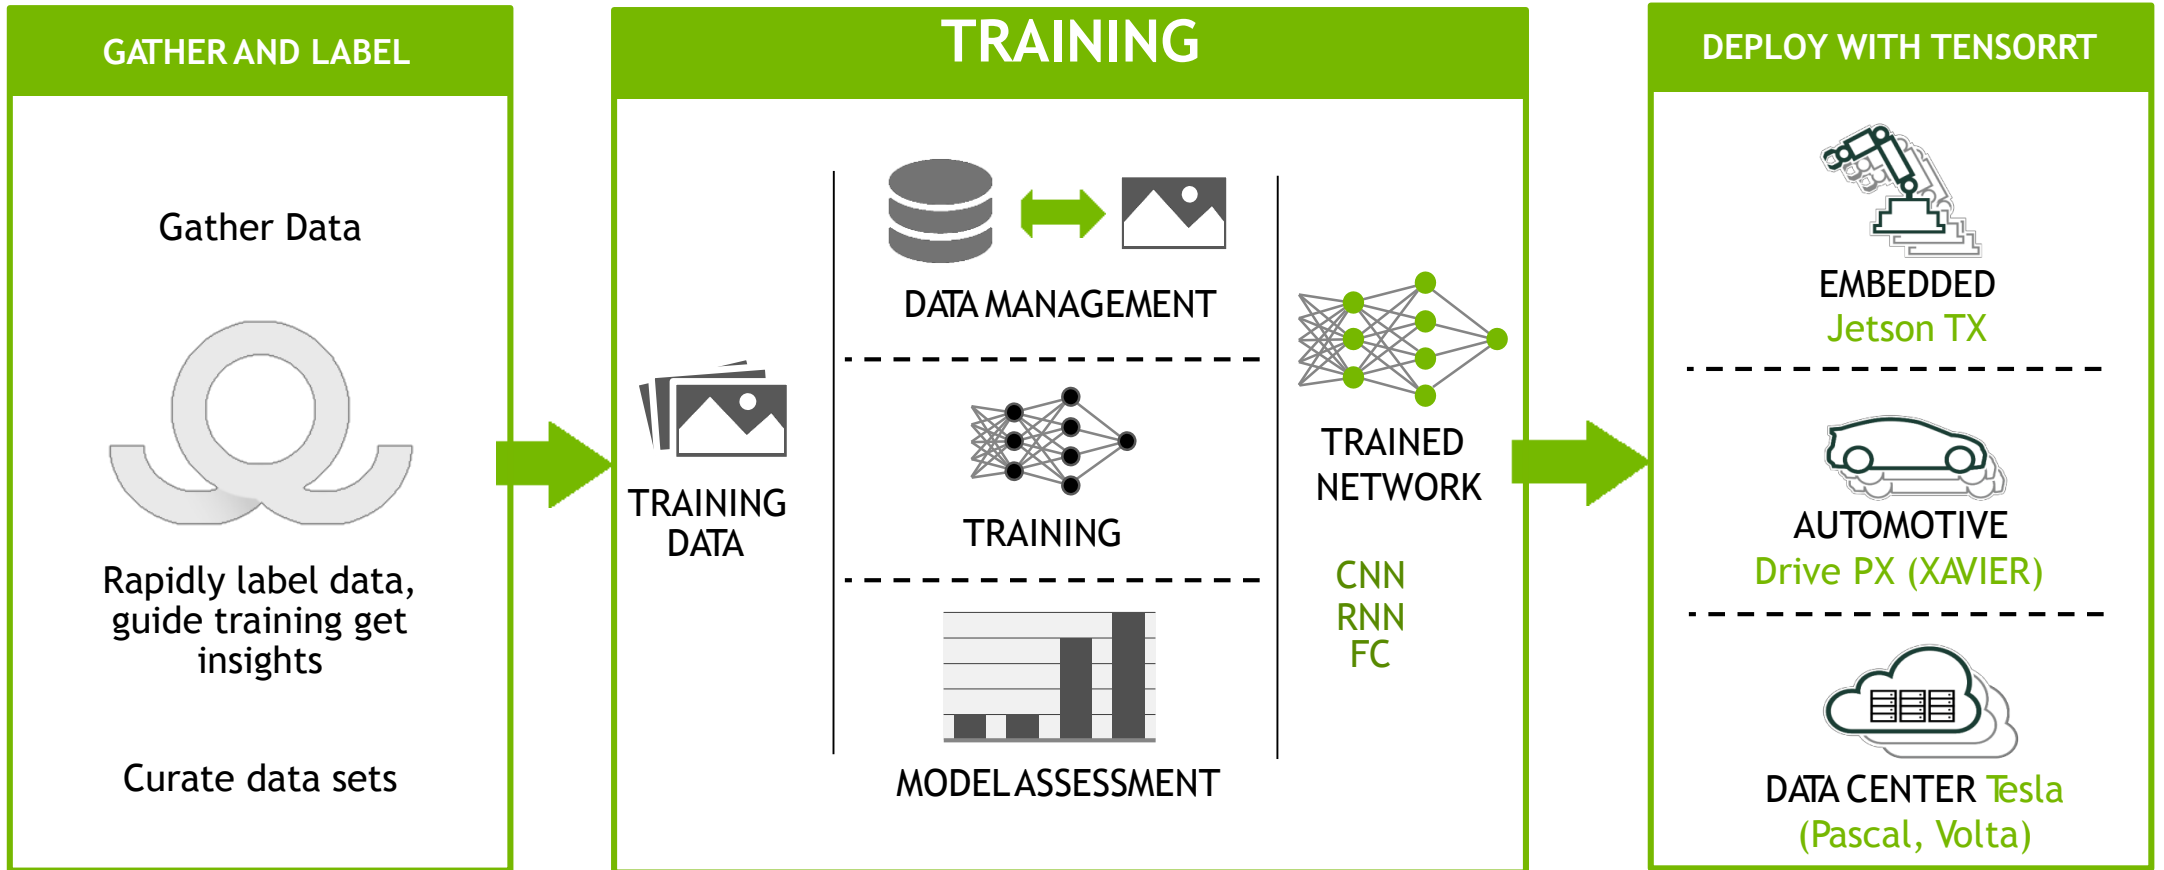 GATHER AND LABEL
Gather Data
Rapidly label data,
guide training get
insights
Curate data sets
TRAINING
TRAINING
DATA
DATA MANAGEMENT
TRAINING
MODEL ASSESSMENT
TRAINED
NETWORK
CNN
RNN
FC
DEPLOY WITH TENSORRT
EMBEDDED
Jetson TX
AUTOMOTIVE
Drive PX (XAVIER)
DATA CENTER Tesla
(Pascal, Volta)